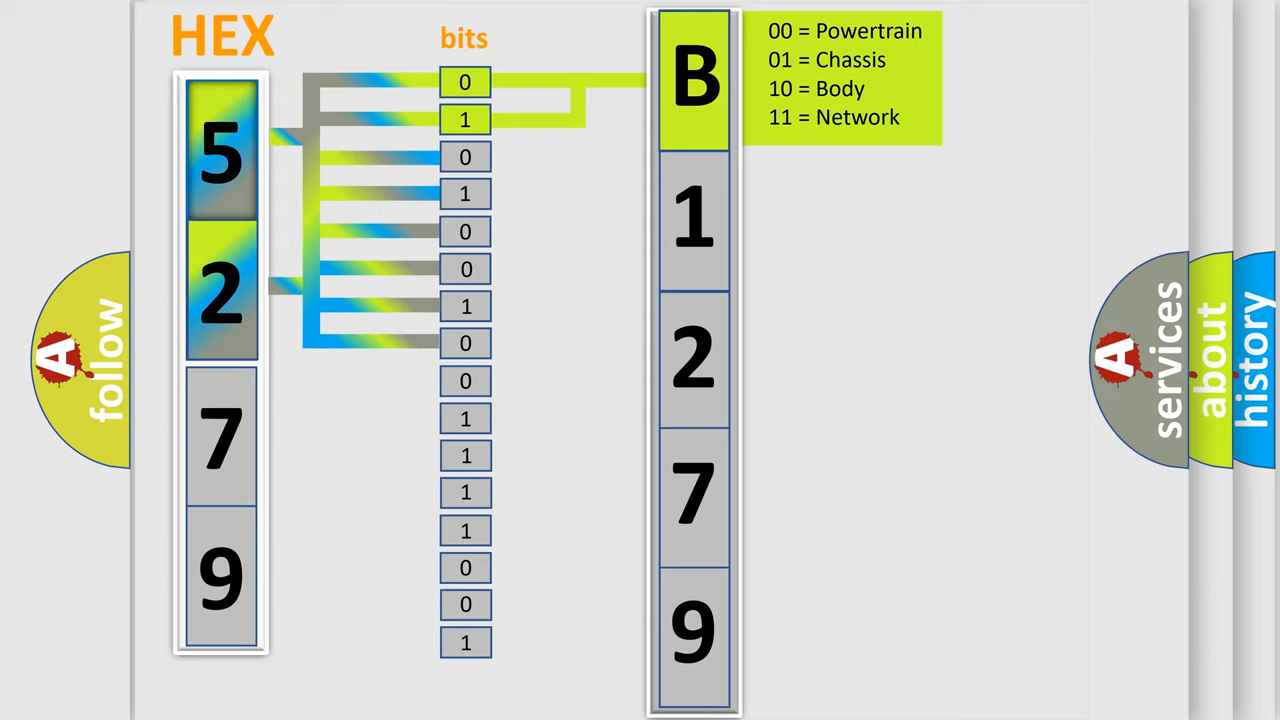 HEX
bits
00 = Powertrain
01 = Chassis
10 = Body
11 = Network
5
2
7
9
0
1
0
1
0
0
1
0
0
1
1
1
1
0
0
1
B
1
2
7
9
A
follow
A
services
about
history